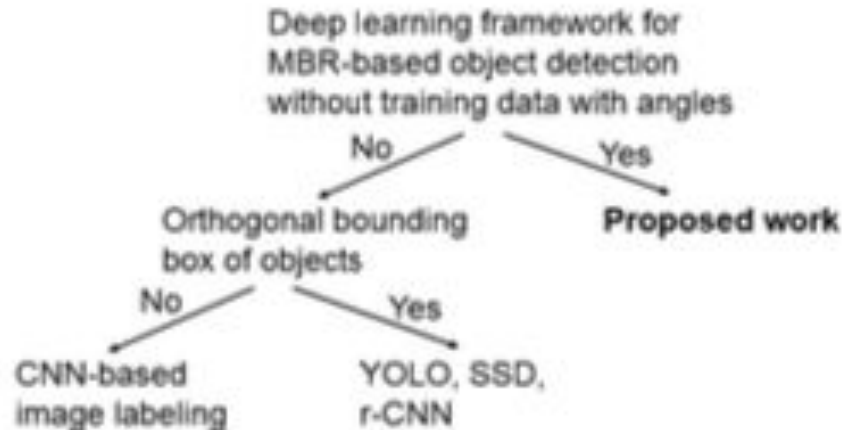 Deep learning framework for
MBR-based object detection
without training data with angles
No
Yes
Orthogonal bounding
box of objects
Proposed work
No
Yes
CNN-based
image labeling
YOLO, SSD,
r-CNN